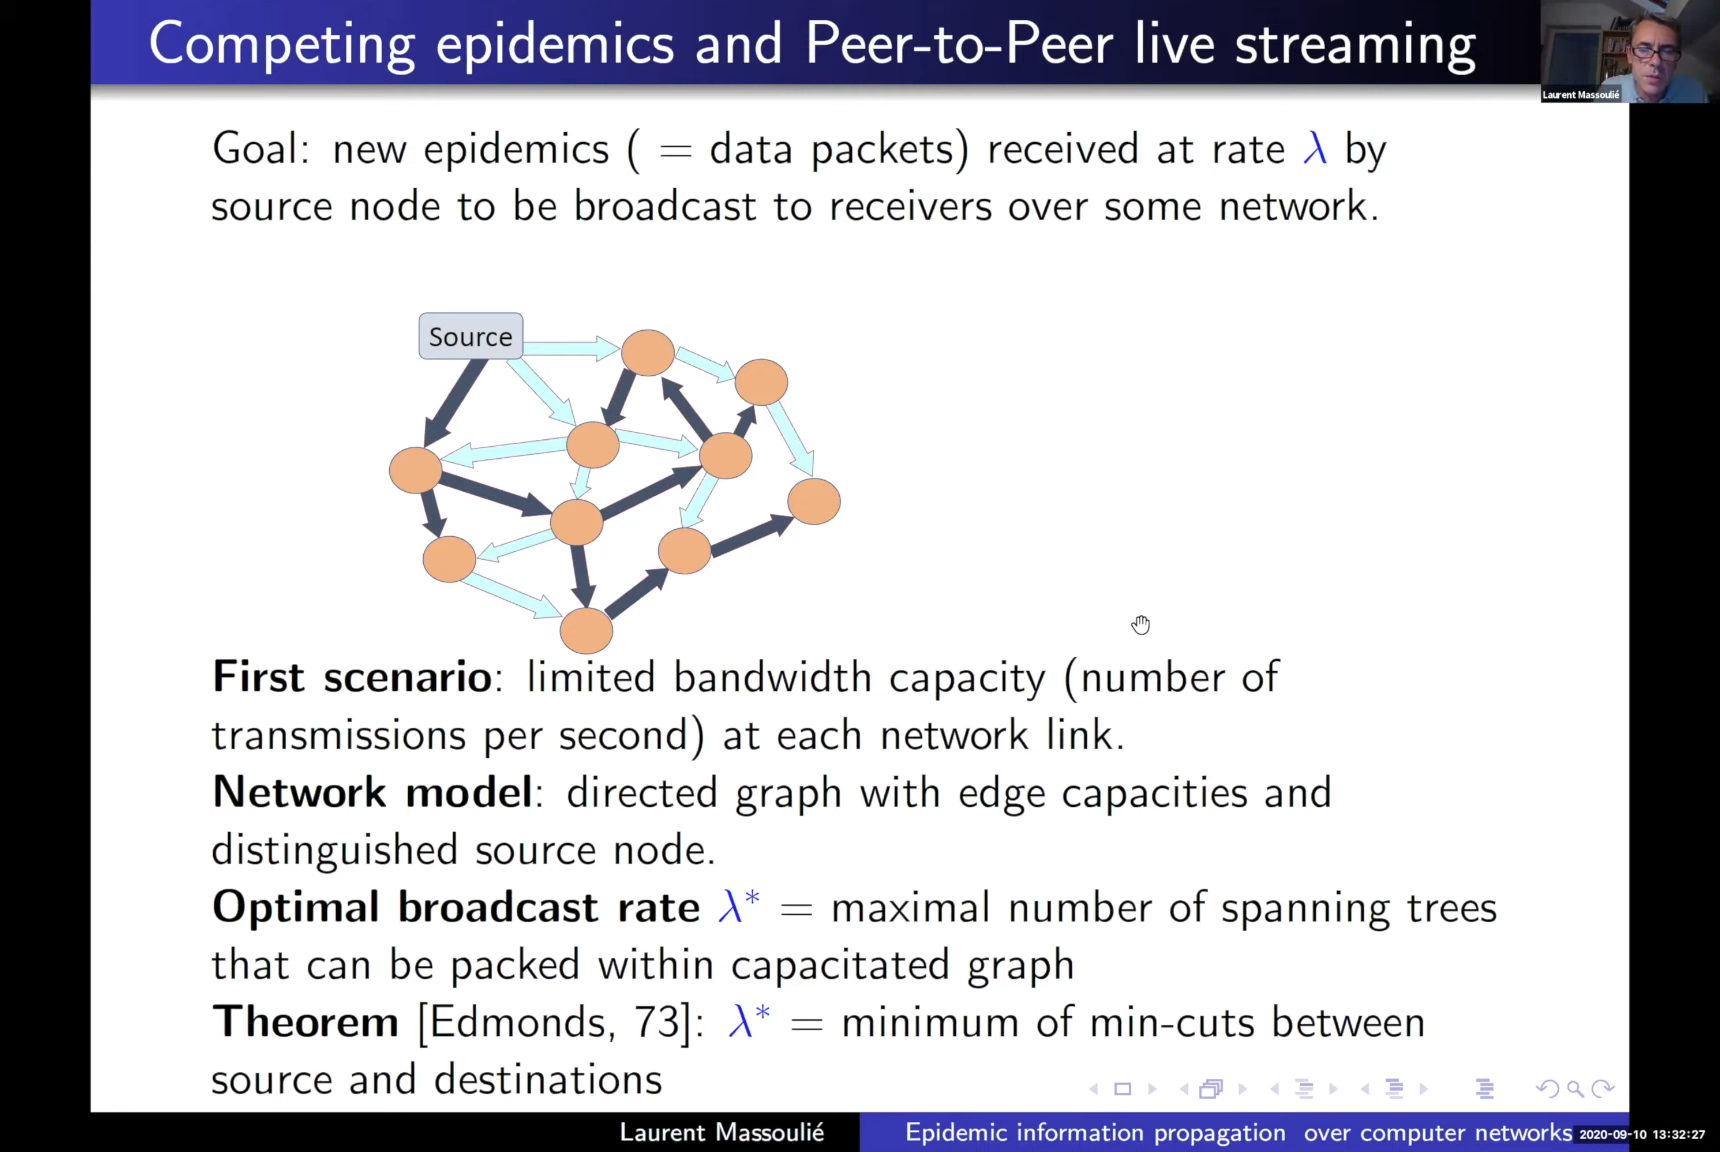 Competing epidemics and Peer-to-Peer live streaming
Laurent Massoulié
Goal: new epidemics ( = data packets) received at rate λ by
source node to be broadcast to receivers over some network.
Source
First scenario: limited bandwidth capacity (number of
transmissions per second) at each network link.
Network model: directed graph with edge capacities and
distinguished source node.
Optimal broadcast rate λ* = maximal number of spanning trees
that can be packed within capacitated graph
Theorem [Edmonds, 73]: λ* = minimum of min-cuts between
source and destinations
Laurent Massoulié
Epidemic information propagation over computer networks
2020-09-10 13:32:27